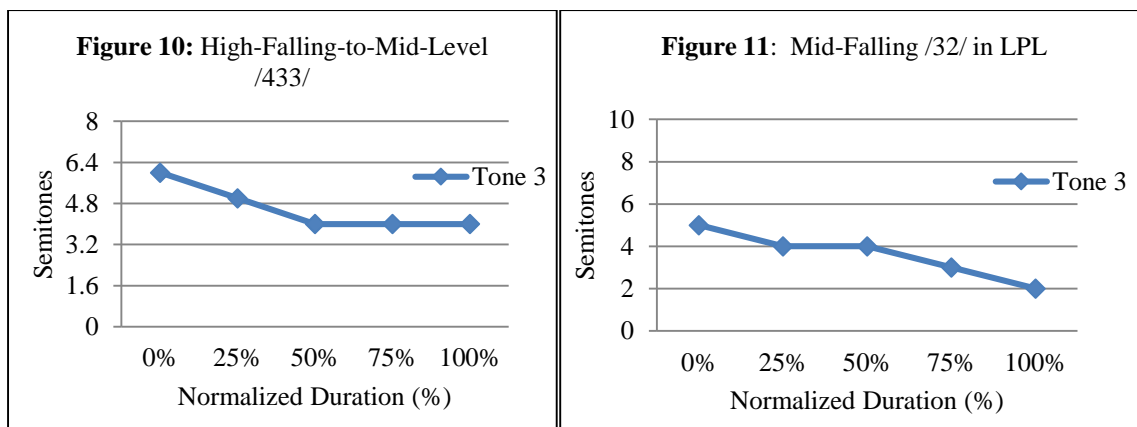 Figure 10: High-Falling-to-Mid-Level
/433/
8
6.4
4.8
3.2
1.6
0
Semitones
Tone 3
0% 25% 50% 75% 100%
Normalized Duration (%)
Figure 11: Mid-Falling /32/ in LPL
10
8
6
4
2
0
Semitones
Tone 3
0% 25% 50% 75% 100%
Normalized Duration (%)